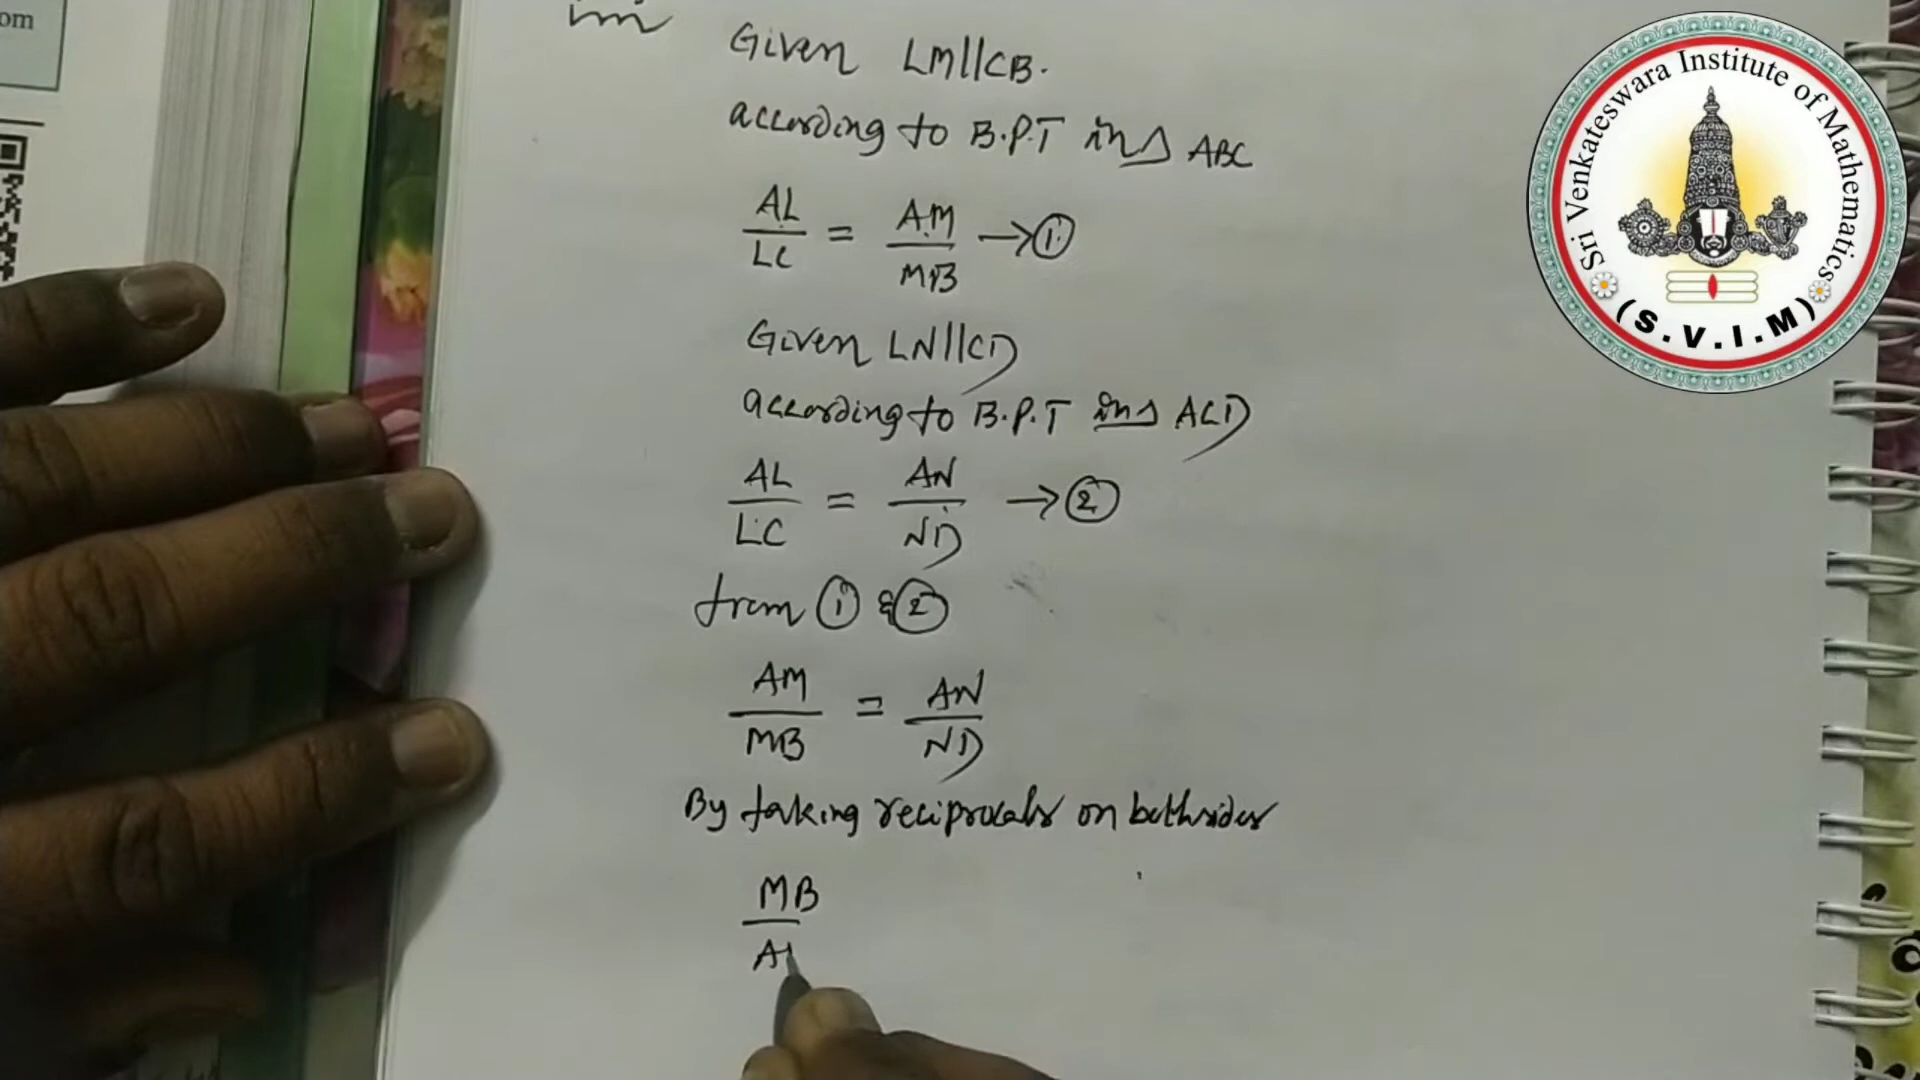 om
Given LM||CB.
according to B.P.T in △ ABC
AL/LC = AM/MB → ①
Given LN||CD
according to B.P.T in △ ACD
AL/LC = AN/ND → ②
from ① & ②
AM/MB = AN/ND
By taking reciprocals on bothsides
MB
A
Sri Venkateswara Institute of Mathematics
(S.V.I.M)